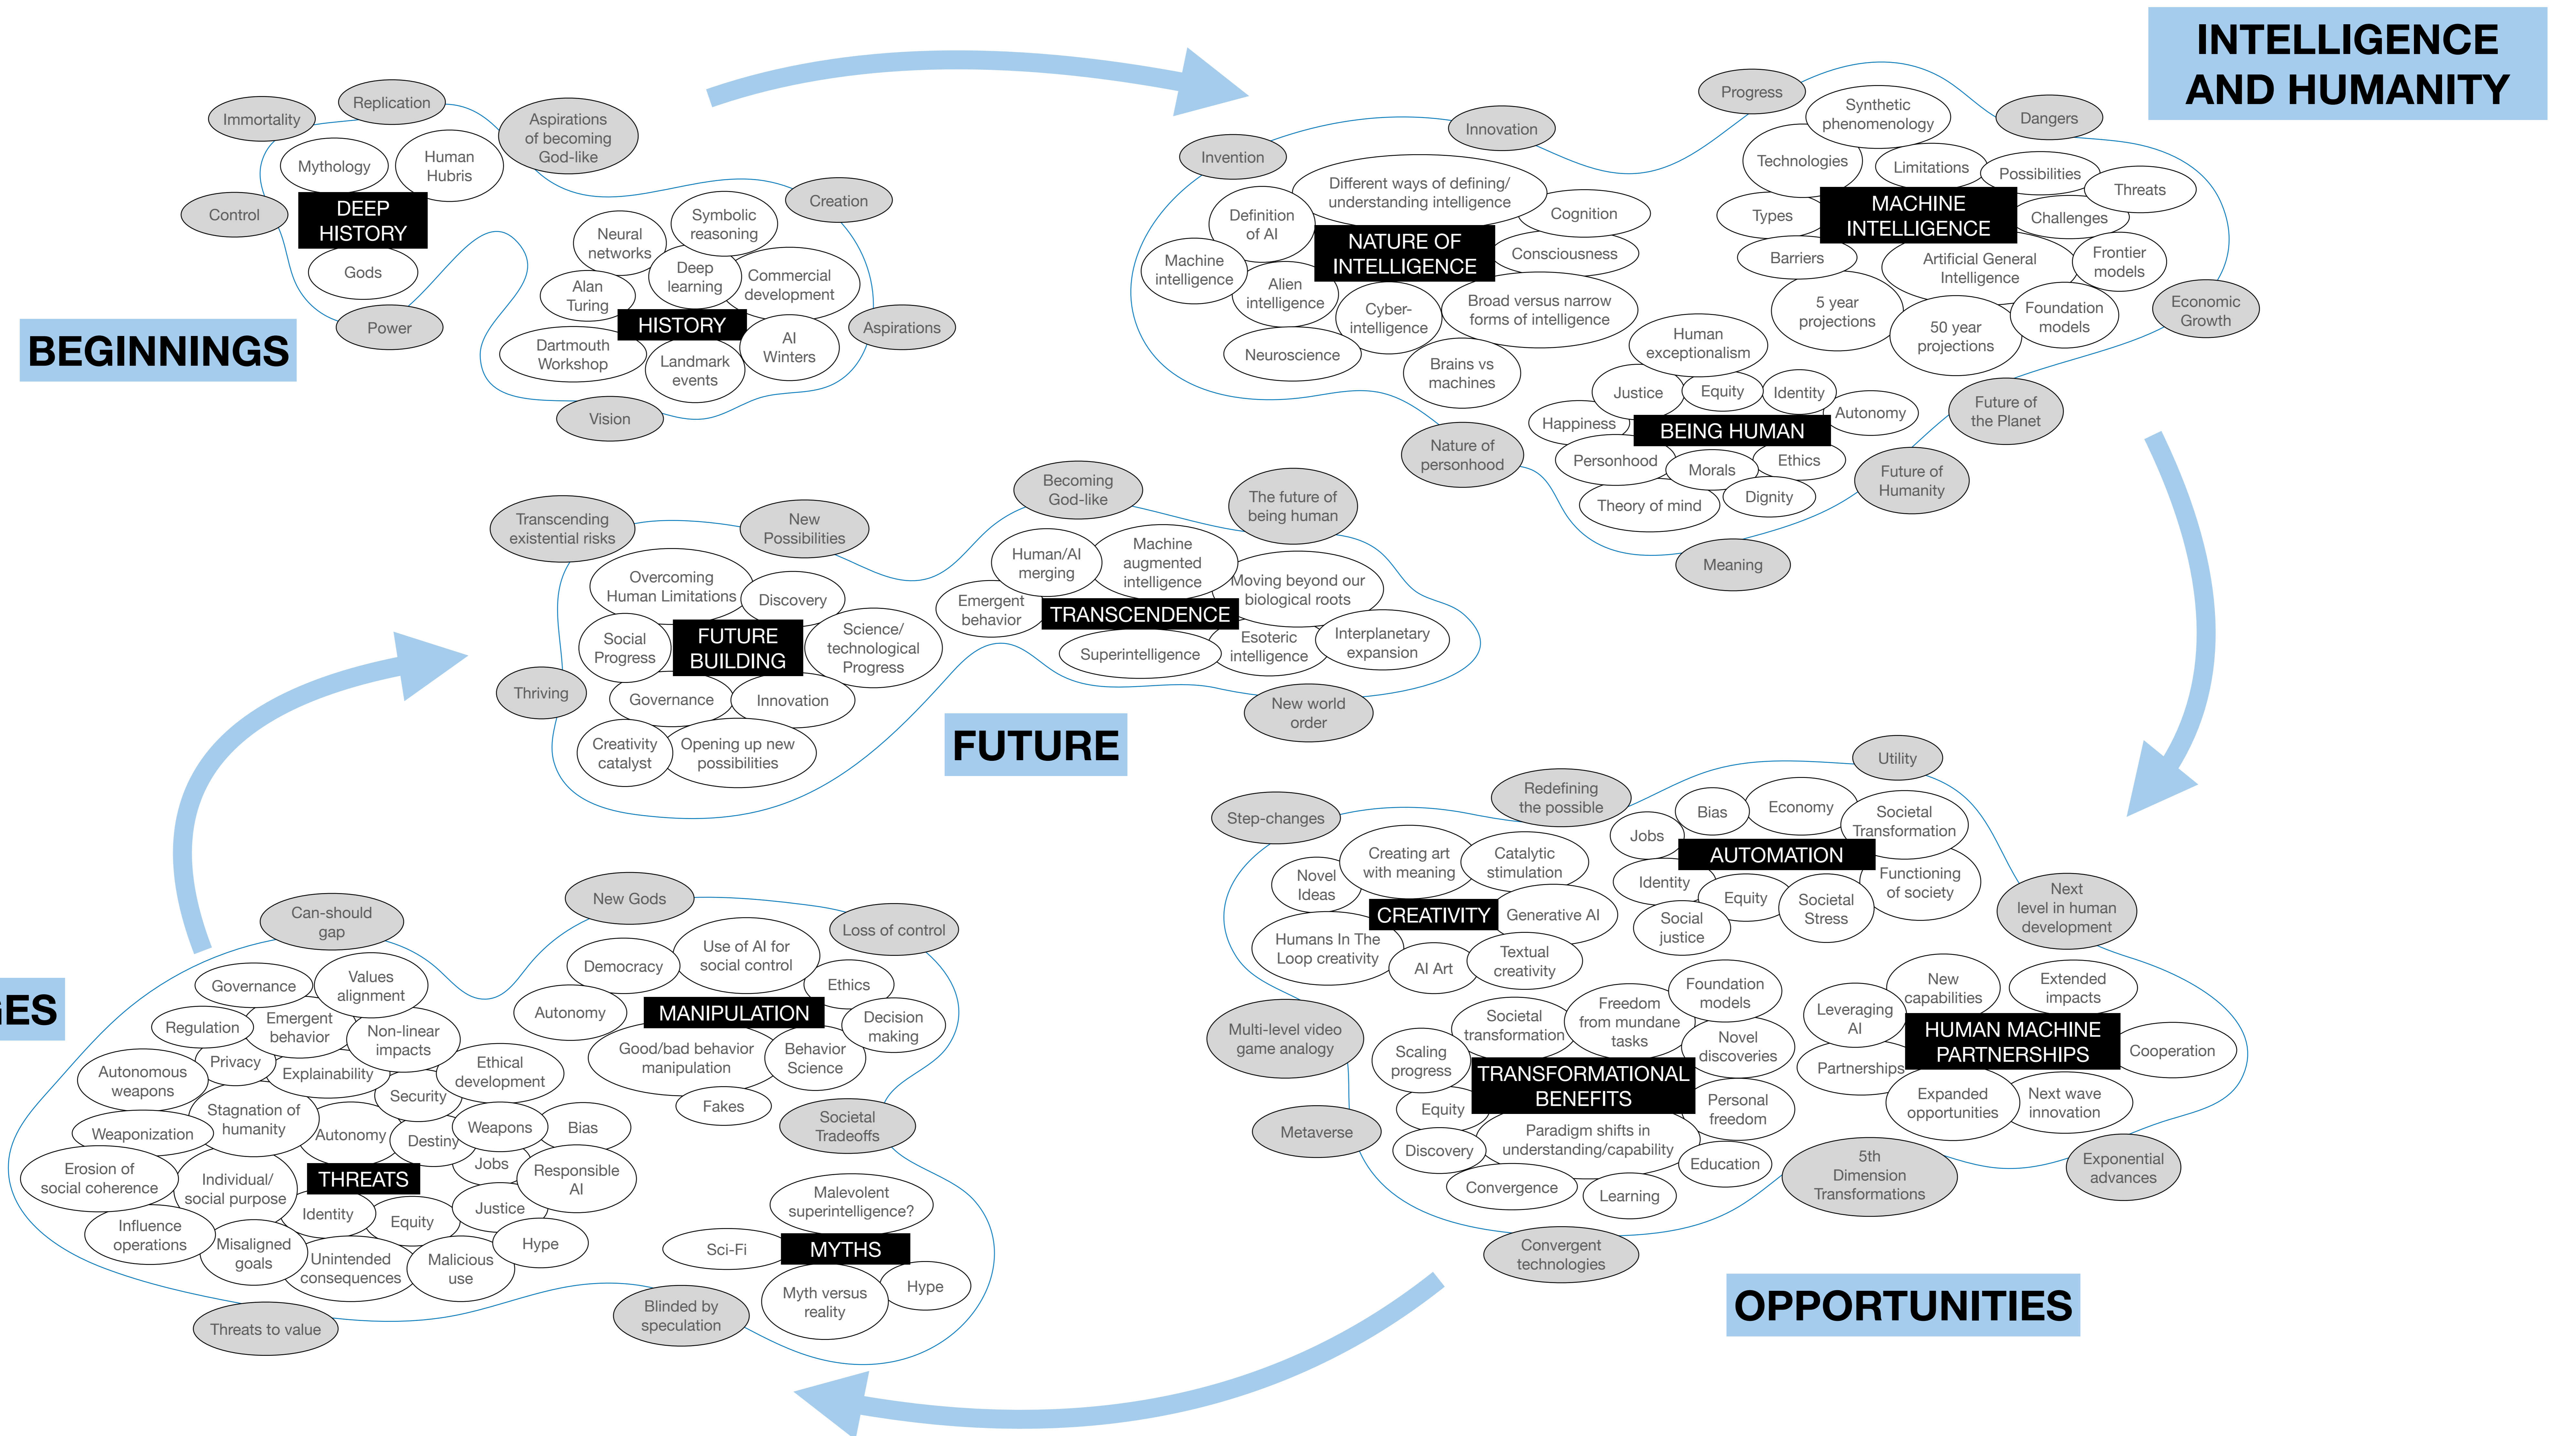 INTELLIGENCE
AND HUMANITY
BEGINNINGS
Immortality
Replication
Aspirations
of becoming
God-like
Mythology
Human
Hubris
Control
DEEP
HISTORY
Gods
Power
Creation
Symbolic
reasoning
Neural
networks
Deep
learning
Commercial
development
Alan
Turing
HISTORY
Aspirations
Dartmouth
Workshop
Landmark
events
AI
Winters
Vision
Invention
Innovation
Different ways of defining/
understanding intelligence
Definition
of AI
Cognition
NATURE OF
INTELLIGENCE
Consciousness
Machine
intelligence
Alien
intelligence
Cyber-
intelligence
Broad versus narrow
forms of intelligence
Neuroscience
Brains vs
machines
Nature of
personhood
Progress
Synthetic
phenomenology
Dangers
Technologies
Limitations
Possibilities
Threats
Types
MACHINE
INTELLIGENCE
Challenges
Barriers
Artificial General
Intelligence
Frontier
models
5 year
projections
50 year
projections
Foundation
models
Economic
Growth
Human
exceptionalism
Justice
Equity
Identity
Autonomy
Happiness
BEING HUMAN
Personhood
Morals
Ethics
Theory of mind
Dignity
Future of
the Planet
Future of
Humanity
Meaning
Transcending
existential risks
New
Possibilities
Overcoming
Human Limitations
Discovery
Social
Progress
FUTURE
BUILDING
Science/
technological
Progress
Thriving
Governance
Innovation
Creativity
catalyst
Opening up new
possibilities
Becoming
God-like
The future of
being human
Human/AI
merging
Machine
augmented
intelligence
Moving beyond our
biological roots
Emergent
behavior
TRANSCENDENCE
Superintelligence
Esoteric
intelligence
Interplanetary
expansion
New world
order
FUTURE
Step-changes
Redefining
the possible
Utility
Creating art
with meaning
Catalytic
stimulation
Novel
Ideas
CREATIVITY
Generative AI
Humans In The
Loop creativity
AI Art
Textual
creativity
Bias
Economy
Societal
Transformation
Jobs
AUTOMATION
Identity
Equity
Societal
Stress
Functioning
of society
Social
justice
Next
level in human
development
Multi-level video
game analogy
Societal
transformation
Freedom
from mundane
tasks
Foundation
models
Scaling
progress
Novel
discoveries
TRANSFORMATIONAL
BENEFITS
Equity
Personal
freedom
Discovery
Paradigm shifts in
understanding/capability
Education
Convergence
Learning
Metaverse
New
capabilities
Extended
impacts
Leveraging
AI
HUMAN MACHINE
PARTNERSHIPS
Cooperation
Partnerships
Expanded
opportunities
Next wave
innovation
5th
Dimension
Transformations
Exponential
advances
Convergent
technologies
OPPORTUNITIES
GES
Can-should
gap
New Gods
Loss of control
Democracy
Use of AI for
social control
Ethics
Autonomy
MANIPULATION
Decision
making
Good/bad behavior
manipulation
Behavior
Science
Fakes
Societal
Tradeoffs
Governance
Values
alignment
Regulation
Emergent
behavior
Non-linear
impacts
Privacy
Explainability
Ethical
development
Autonomous
weapons
Security
Stagnation of
humanity
Weaponization
Autonomy
Destiny
Weapons
Bias
Erosion of
social coherence
Individual/
social purpose
THREATS
Jobs
Responsible
AI
Identity
Equity
Justice
Influence
operations
Misaligned
goals
Unintended
consequences
Malicious
use
Hype
Threats to value
Malevolent
superintelligence?
Sci-Fi
MYTHS
Myth versus
reality
Hype
Blinded by
speculation